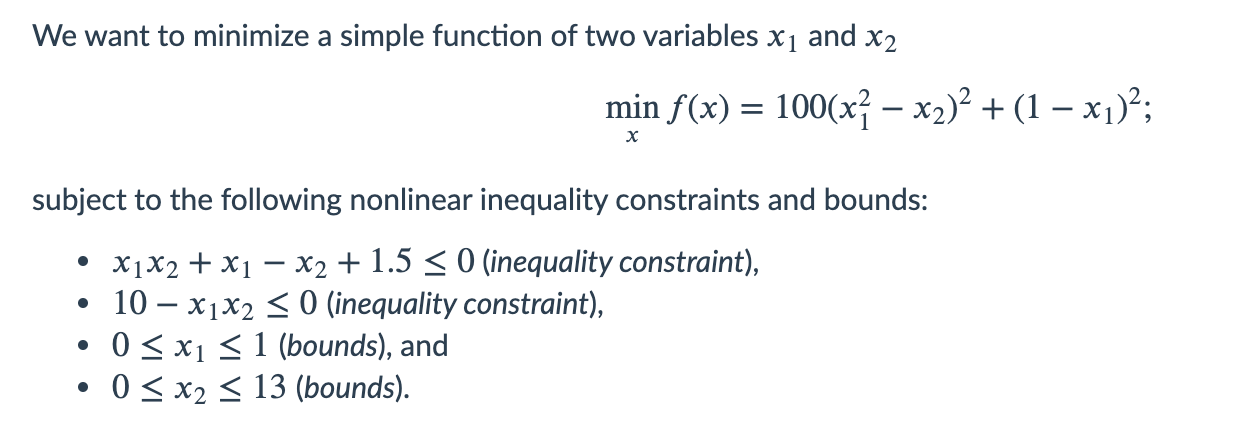 We want to minimize a simple function of two variables x₁ and x₂
min f(x) = 100(x₁² − x₂)² + (1 − x₁)²;
x
subject to the following nonlinear inequality constraints and bounds:
• x₁x₂ + x₁ − x₂ + 1.5 ≤ 0 (inequality constraint),
• 10 − x₁x₂ ≤ 0 (inequality constraint),
• 0 ≤ x₁ ≤ 1 (bounds), and
• 0 ≤ x₂ ≤ 13 (bounds).